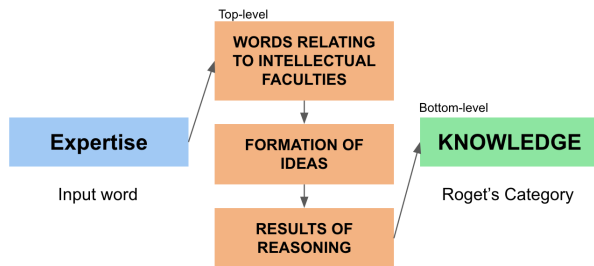 Top-level
WORDS RELATING
TO INTELLECTUAL
FACULTIES
Bottom-level
Expertise
FORMATION OF
IDEAS
KNOWLEDGE
Input word
Roget's Category
RESULTS OF
REASONING